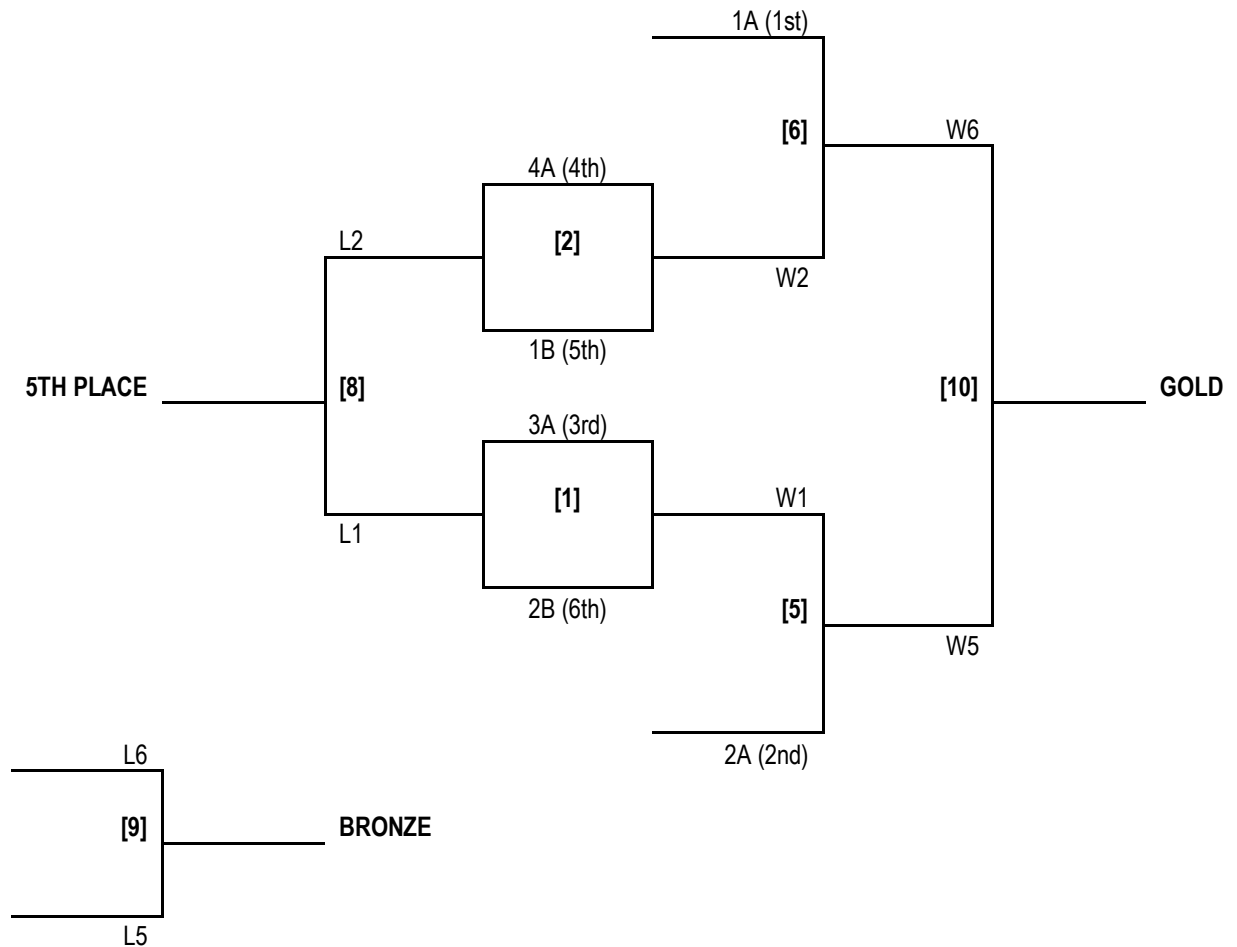 1A (1st)
[6]
W6
4A (4th)
L2
[2]
W2
1B (5th)
5TH PLACE
[8]
[10]
GOLD
3A (3rd)
[1]
W1
L1
2B (6th)
[5]
W5
2A (2nd)
L6
[9]
BRONZE
L5